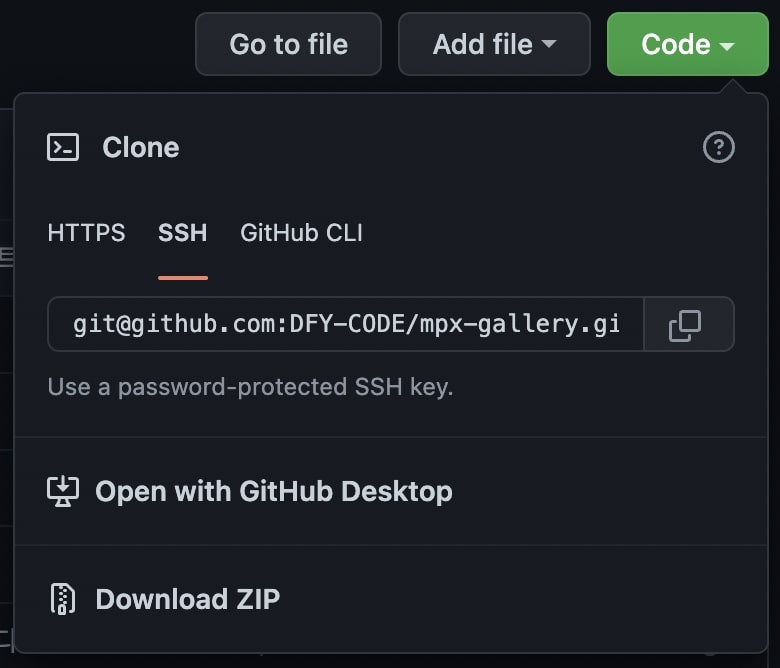 Go to file
Add file
Code
Clone
HTTPS
SSH
GitHub CLI
git@github.com:DFY-CODE/mpx-gallery.gi
Use a password-protected SSH key.
Open with GitHub Desktop
Download ZIP